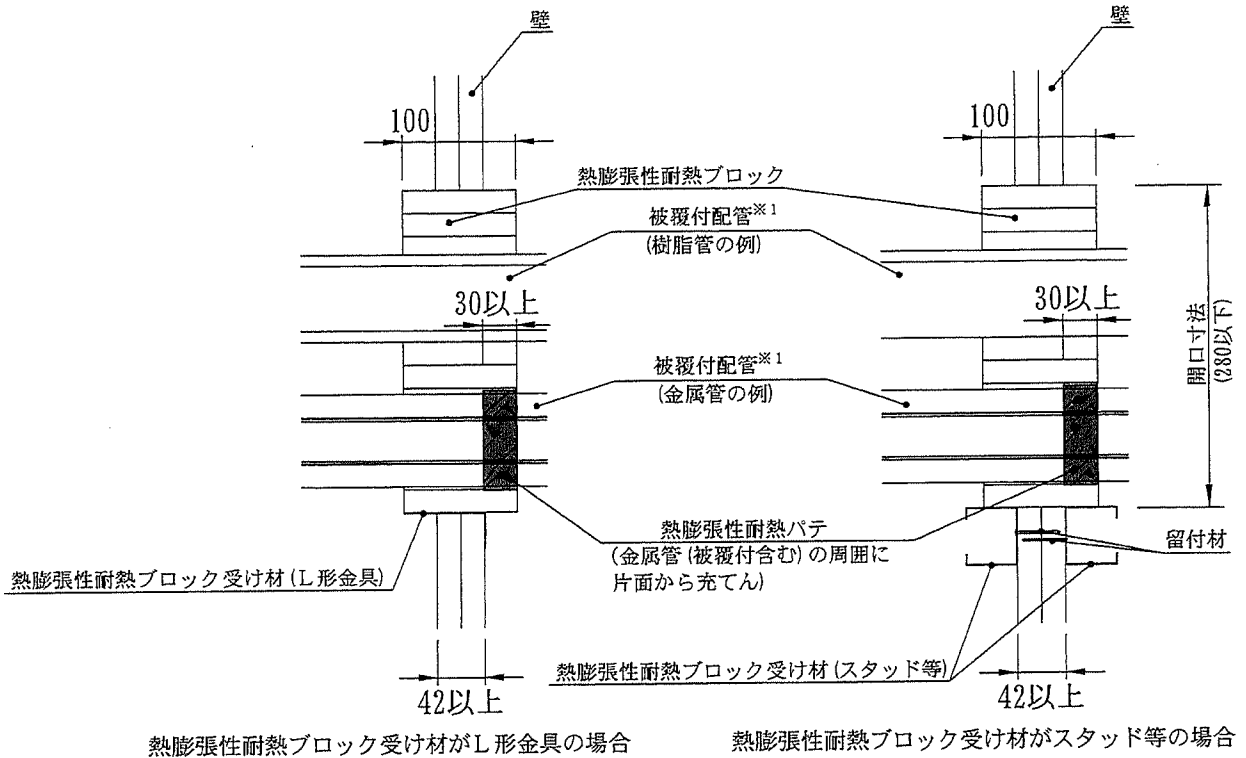 壁
壁
100
100
熱膨張性耐熱ブロック
被覆付配管※1
(樹脂管の例)
30以上
30以上
開口寸法
(280以下)
被覆付配管※1
(金属管の例)
熱膨張性耐熱パテ
(金属管(被覆付含む)の周囲に
片面から充てん)
留付材
熱膨張性耐熱ブロック受け材(L形金具)
熱膨張性耐熱ブロック受け材(スタッド等)
42以上
42以上
熱膨張性耐熱ブロック受け材がL形金具の場合
熱膨張性耐熱ブロック受け材がスタッド等の場合